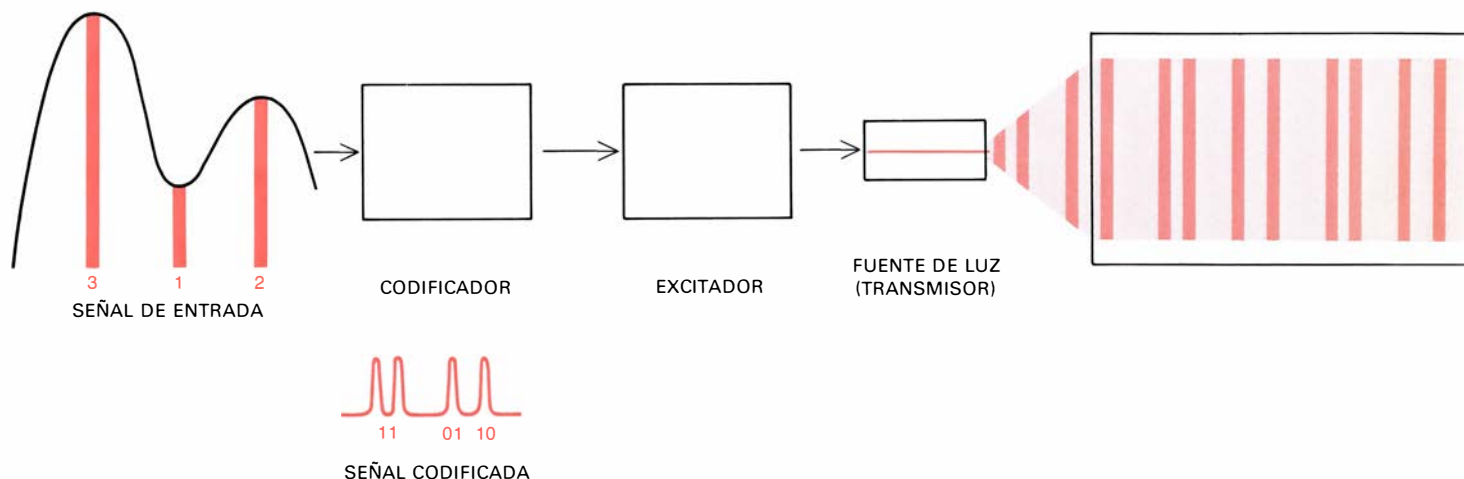 3 1 2
SEÑAL DE ENTRADA
CODIFICADOR
EXCITADOR
FUENTE DE LUZ
(TRANSMISOR)
11 01 10
SEÑAL CODIFICADA